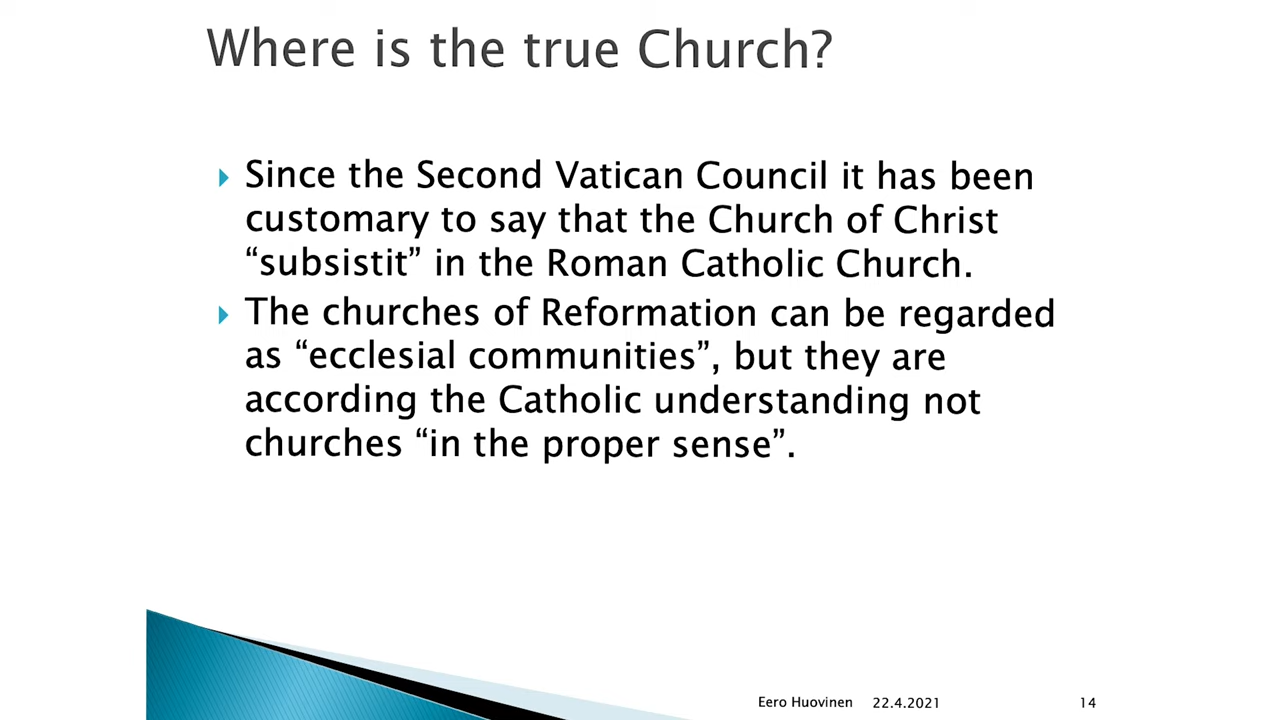 Where is the true Church?
Since the Second Vatican Council it has been
customary to say that the Church of Christ
“subsistit” in the Roman Catholic Church.
The churches of Reformation can be regarded
as “ecclesial communities”, but they are
according the Catholic understanding not
churches “in the proper sense”.
Eero Huovinen 22.4.2021 14